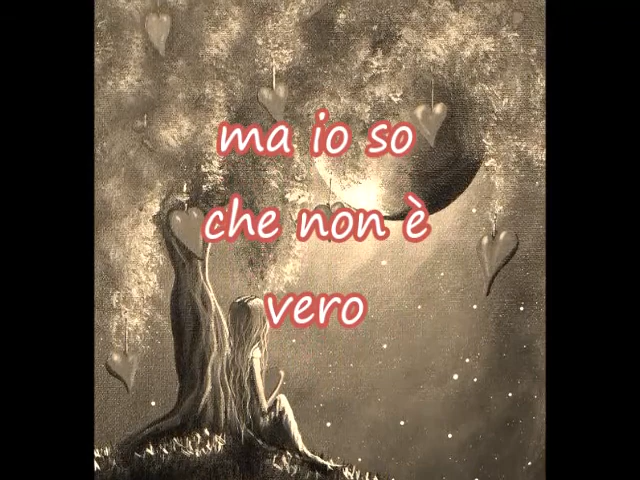 ma io so
che non è
vero